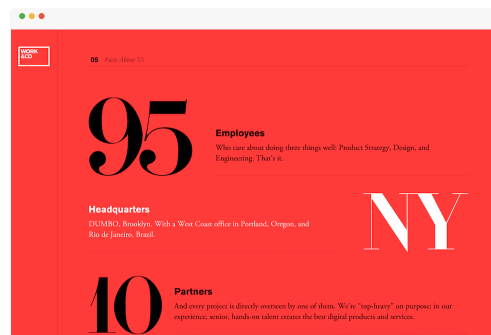 WORK
&CO
05 Facts About Us
95
Employees
Who care about doing three things well: Product Strategy, Design, and
Engineering. That's it.
Headquarters
DUMBO, Brooklyn. With a West Coast office in Portland, Oregon, and
Rio de Janeiro, Brazil.
NY
10
Partners
And every project is directly overseen by one of them. We're "top-heavy" on purpose; in our
experience, senior, hands-on talent creates the best digital products and services.